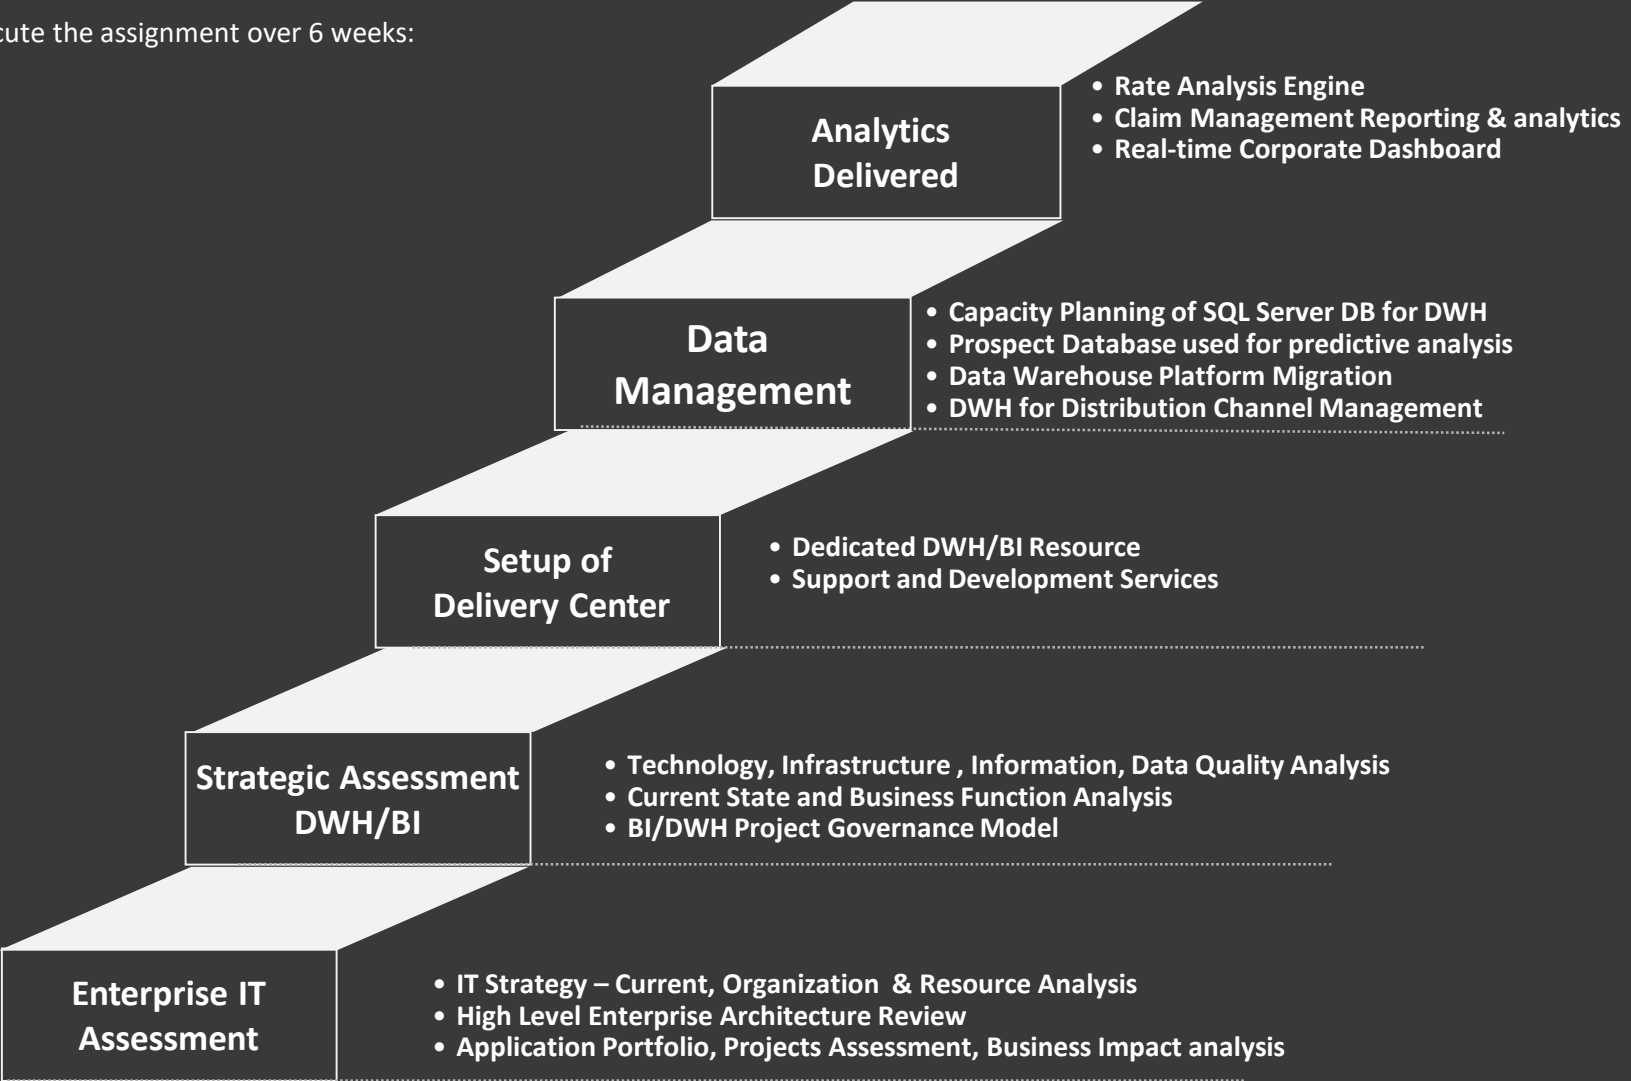 cute the assignment over 6 weeks:
Analytics
Delivered
• Rate Analysis Engine
• Claim Management Reporting & analytics
• Real-time Corporate Dashboard
Data
Management
• Capacity Planning of SQL Server DB for DWH
• Prospect Database used for predictive analysis
• Data Warehouse Platform Migration
• DWH for Distribution Channel Management
Setup of
Delivery Center
• Dedicated DWH/BI Resource
• Support and Development Services
Strategic Assessment
DWH/BI
• Technology, Infrastructure , Information, Data Quality Analysis
• Current State and Business Function Analysis
• BI/DWH Project Governance Model
Enterprise IT
Assessment
• IT Strategy – Current, Organization & Resource Analysis
• High Level Enterprise Architecture Review
• Application Portfolio, Projects Assessment, Business Impact analysis